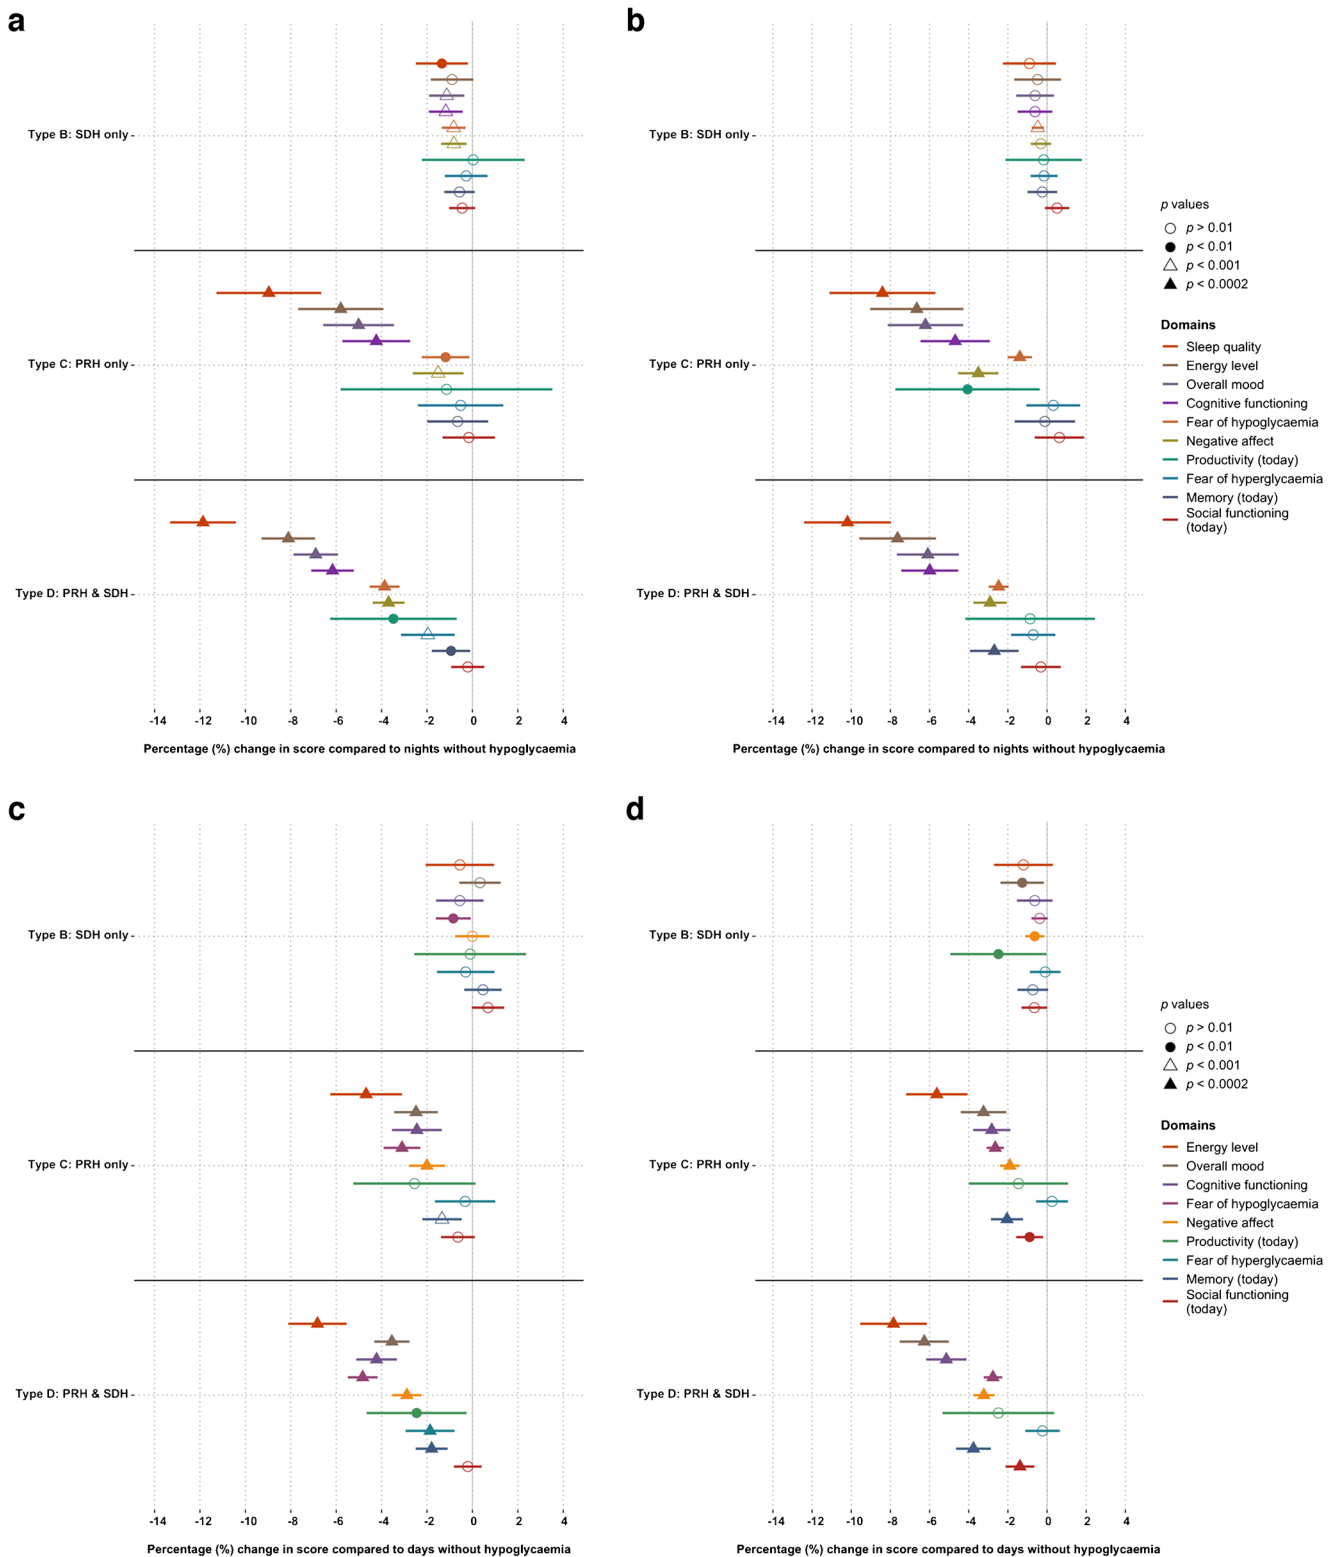 a
Type B: SDH only
Type C: PRH only
Type D: PRH & SDH
-14 -12 -10 -8 -6 -4 -2 0 2 4
Percentage (%) change in score compared to nights without hypoglycaemia
b
Type B: SDH only
Type C: PRH only
Type D: PRH & SDH
-14 -12 -10 -8 -6 -4 -2 0 2 4
Percentage (%) change in score compared to nights without hypoglycaemia
p values
p > 0.01
p < 0.01
p < 0.001
p < 0.0002
Domains
Sleep quality
Energy level
Overall mood
Cognitive functioning
Fear of hypoglycaemia
Negative affect
Productivity (today)
Fear of hyperglycaemia
Memory (today)
Social functioning
(today)
c
Type B: SDH only
Type C: PRH only
Type D: PRH & SDH
-14 -12 -10 -8 -6 -4 -2 0 2 4
Percentage (%) change in score compared to days without hypoglycaemia
d
Type B: SDH only
Type C: PRH only
Type D: PRH & SDH
-14 -12 -10 -8 -6 -4 -2 0 2 4
Percentage (%) change in score compared to days without hypoglycaemia
p values
p > 0.01
p < 0.01
p < 0.001
p < 0.0002
Domains
Energy level
Overall mood
Cognitive functioning
Fear of hypoglycaemia
Negative affect
Productivity (today)
Fear of hyperglycaemia
Memory (today)
Social functioning
(today)